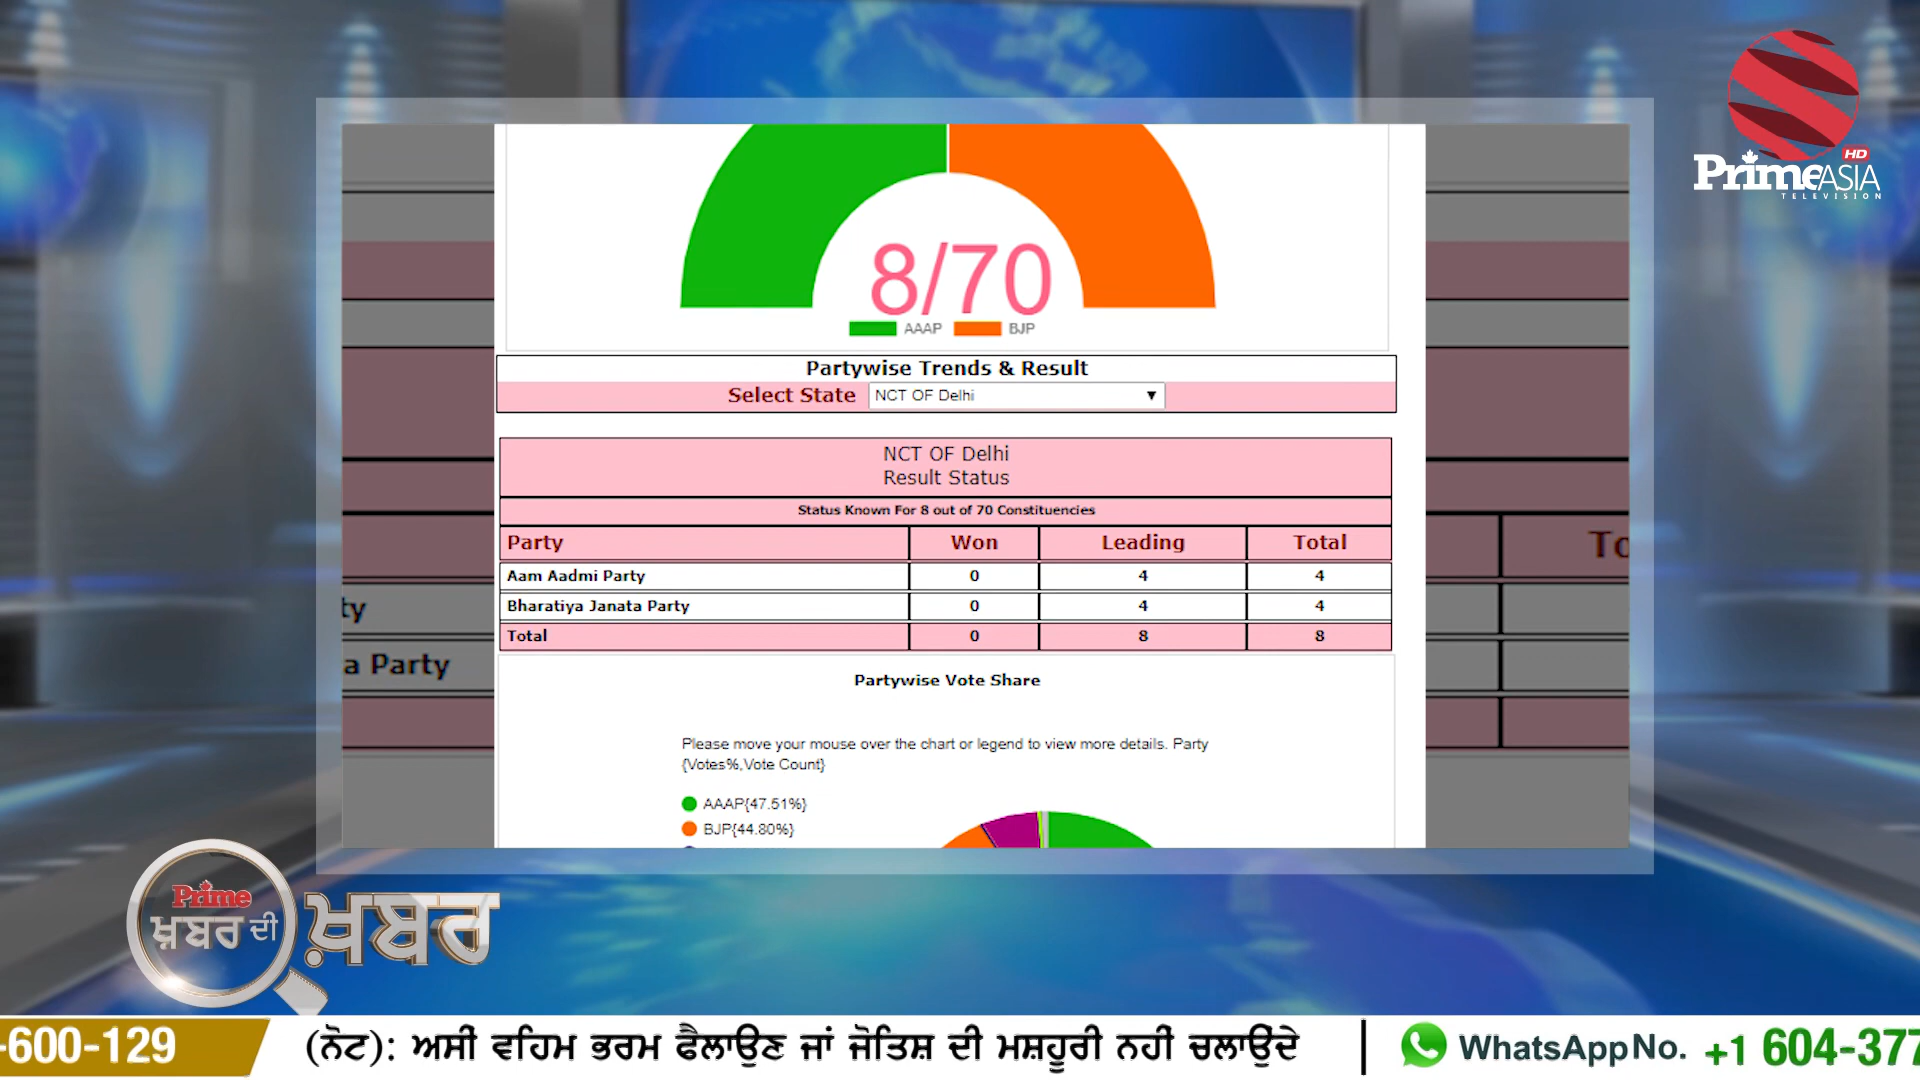 HD
PrimeASIA
TELEVISION
8/70
AAAP BJP
Partywise Trends & Result
Select State NCT OF Delhi
NCT OF Delhi
Result Status
Status Known For 8 out of 70 Constituencies
Party Won Leading Total
Aam Aadmi Party 0 4 4
Bharatiya Janata Party 0 4 4
Total 0 8 8
ty
a Party
To
Partywise Vote Share
Please move your mouse over the chart or legend to view more details. Party
{Votes%,Vote Count}
AAAP{47.51%}
BJP{44.80%}
Prime
ਖ਼ਬਰ ਦੀ
ਖ਼ਬਰ
-600-129 (ਨੋਟ): ਅਸੀਂ ਵਹਿਮ ਭਰਮ ਫੈਲਾਉਣ ਜਾਂ ਜੋਤਿਸ਼ ਦੀ ਮਸ਼ਹੂਰੀ ਨਹੀਂ ਚਲਾਉਂਦੇ | WhatsApp No. +1 604-377